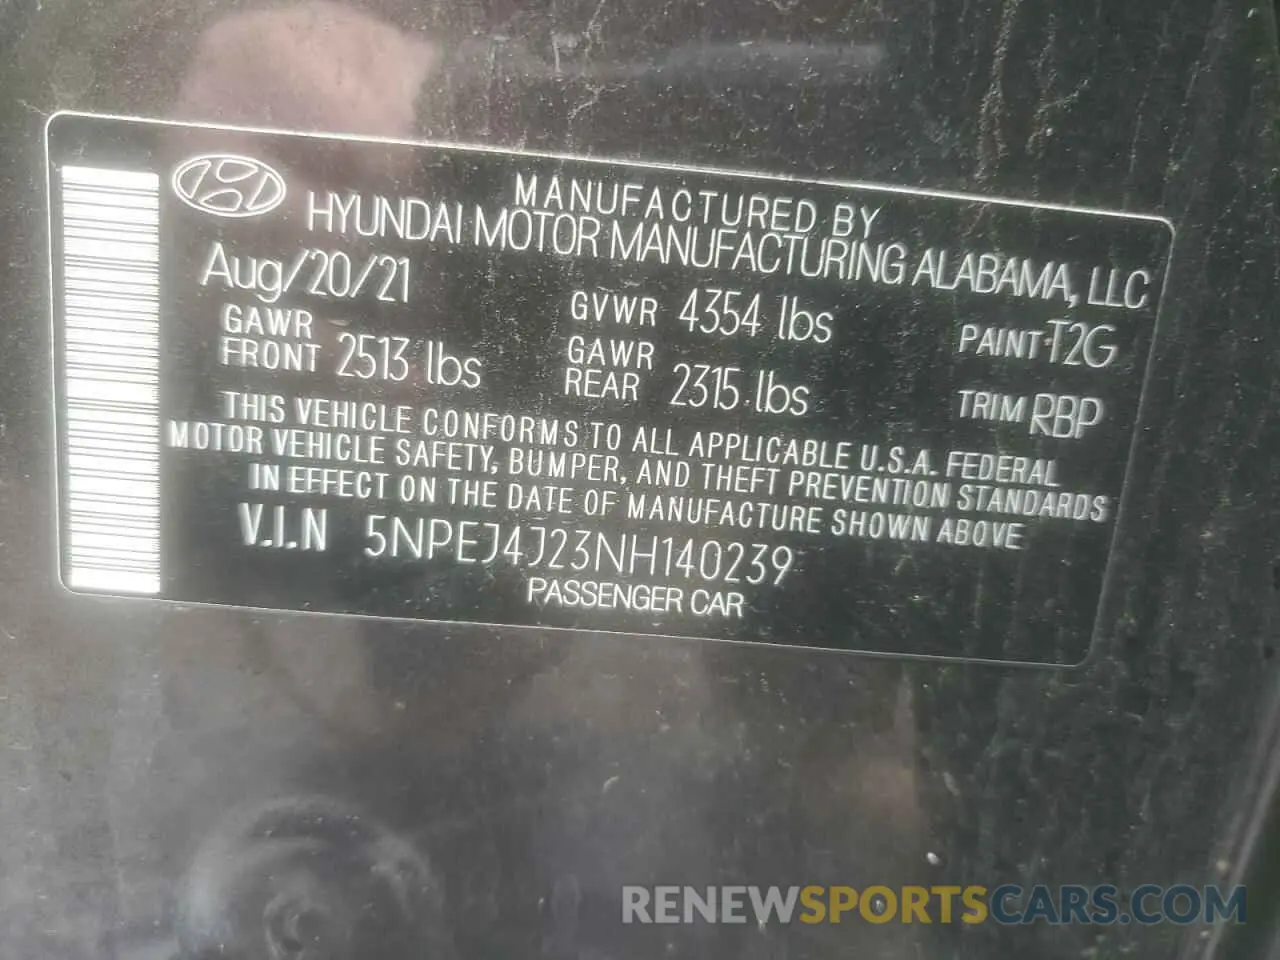 MANUFACTURED BY
HYUNDAI MOTOR MANUFACTURING ALABAMA, LLC
Aug/20/21 GVWR 4354 lbs PAINT T2G
GAWR FRONT 2513 lbs GAWR REAR 2315 lbs TRIM RBP
THIS VEHICLE CONFORMS TO ALL APPLICABLE U.S.A. FEDERAL
MOTOR VEHICLE SAFETY, BUMPER, AND THEFT PREVENTION STANDARDS
IN EFFECT ON THE DATE OF MANUFACTURE SHOWN ABOVE
V.I.N 5NPEJ4J23NH140239
PASSENGER CAR
RENEWSPORTSCARS.COM